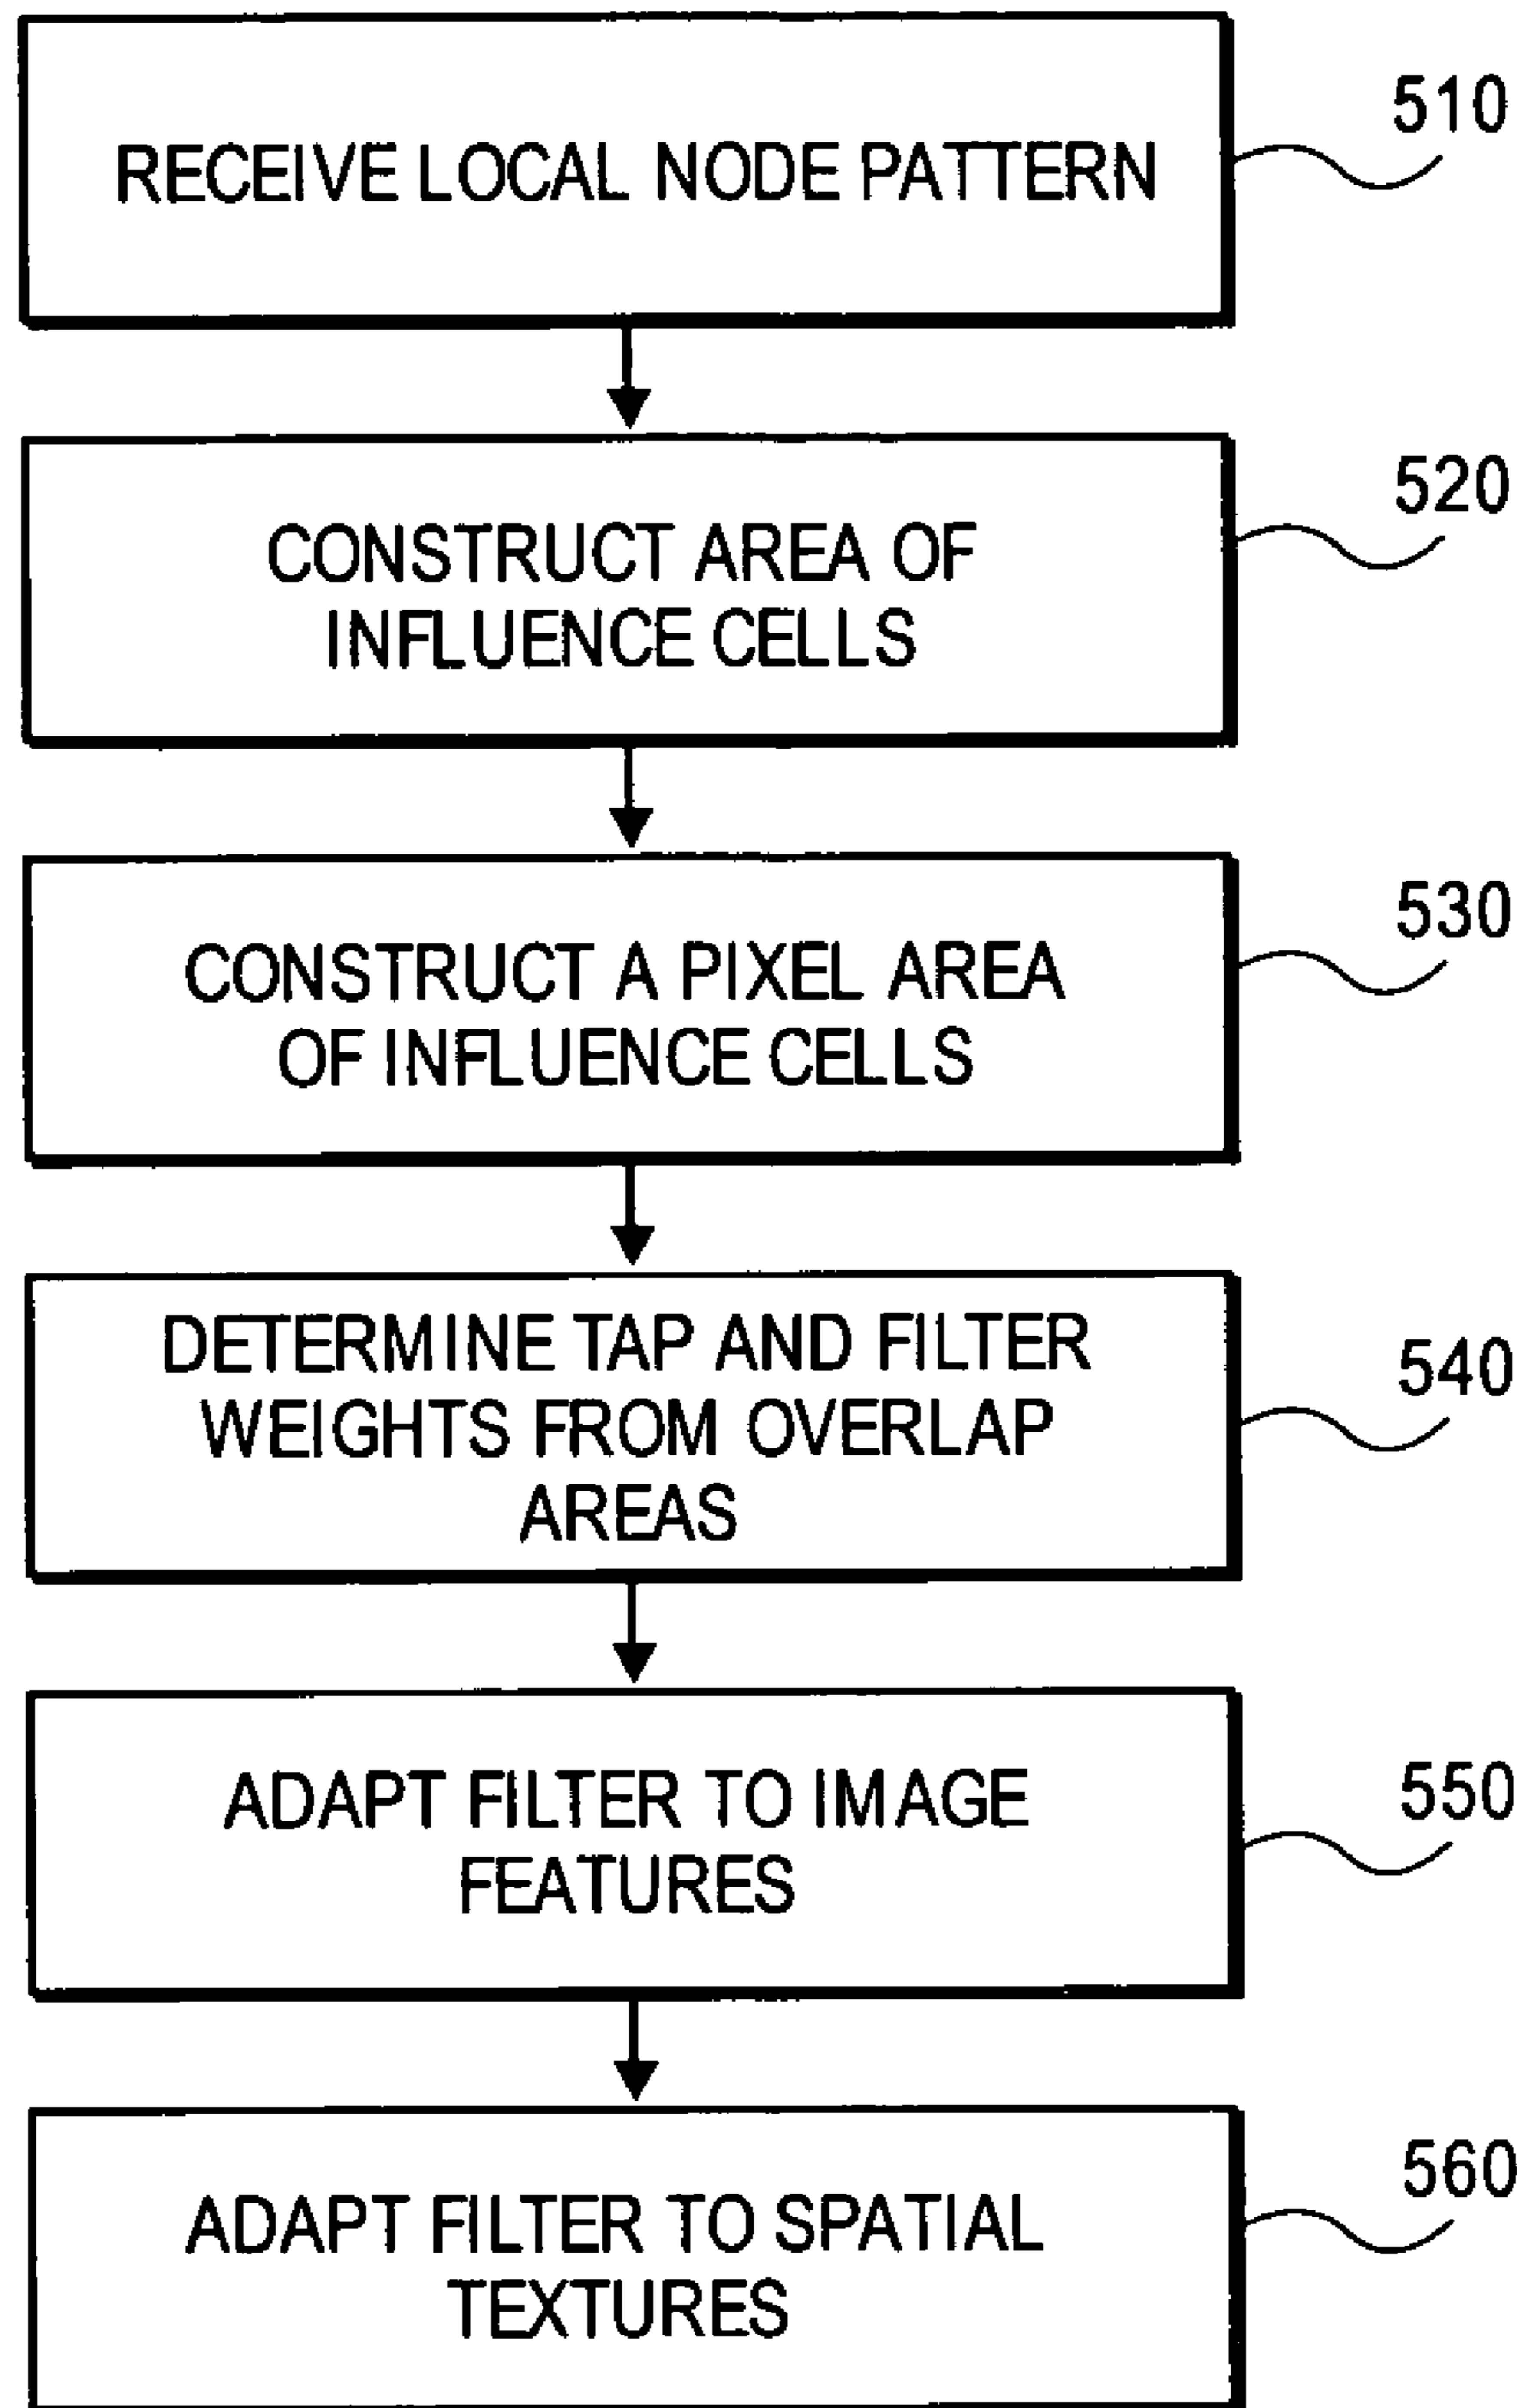 RECEIVE LOCAL NODE PATTERN
510
CONSTRUCT AREA OF
INFLUENCE CELLS
520
CONSTRUCT A PIXEL AREA
OF INFLUENCE CELLS
530
DETERMINE TAP AND FILTER
WEIGHTS FROM OVERLAP
AREAS
540
ADAPT FILTER TO IMAGE
FEATURES
550
ADAPT FILTER TO SPATIAL
TEXTURES
560